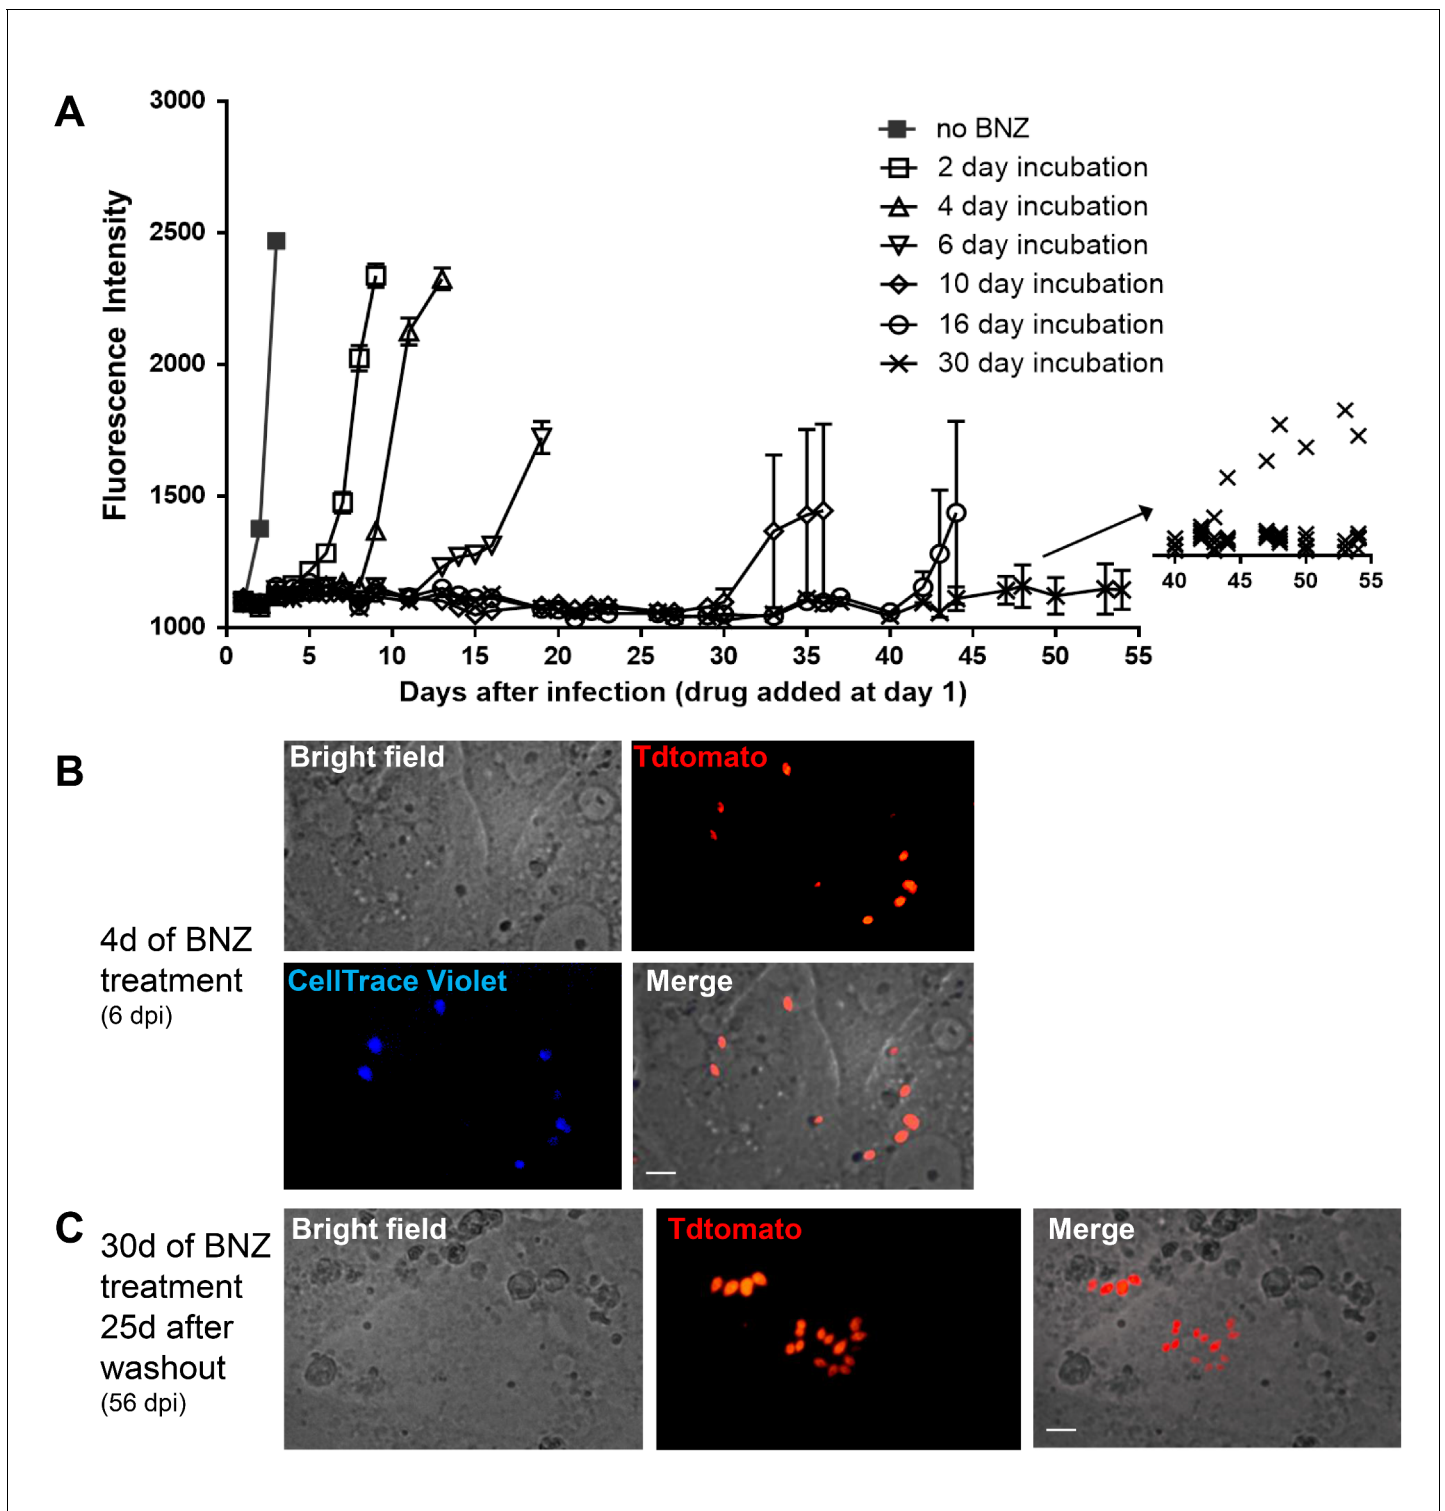 A
3000
2500
2000
1500
1000
Fluorescence Intensity
no BNZ
2 day incubation
4 day incubation
6 day incubation
10 day incubation
16 day incubation
30 day incubation
40 45 50 55
0 5 10 15 20 25 30 35 40 45 50 55
Days after infection (drug added at day 1)
B
4d of BNZ
treatment
(6 dpi)
Bright field
Tdtomato
CellTrace Violet
Merge
C
30d of BNZ
treatment
25d after
washout
(56 dpi)
Bright field
Tdtomato
Merge